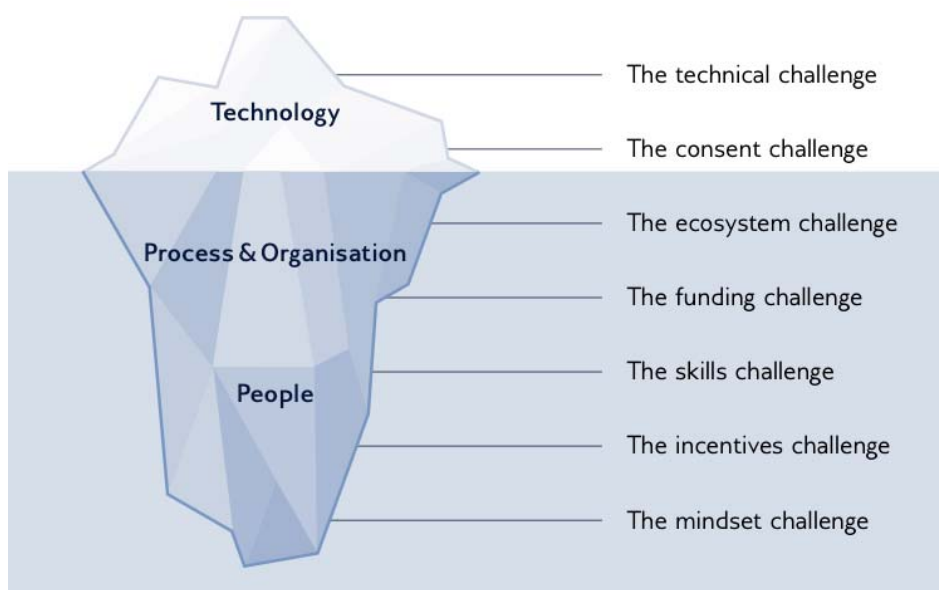 Technology
The technical challenge
The consent challenge
Process & Organisation
The ecosystem challenge
The funding challenge
People
The skills challenge
The incentives challenge
The mindset challenge